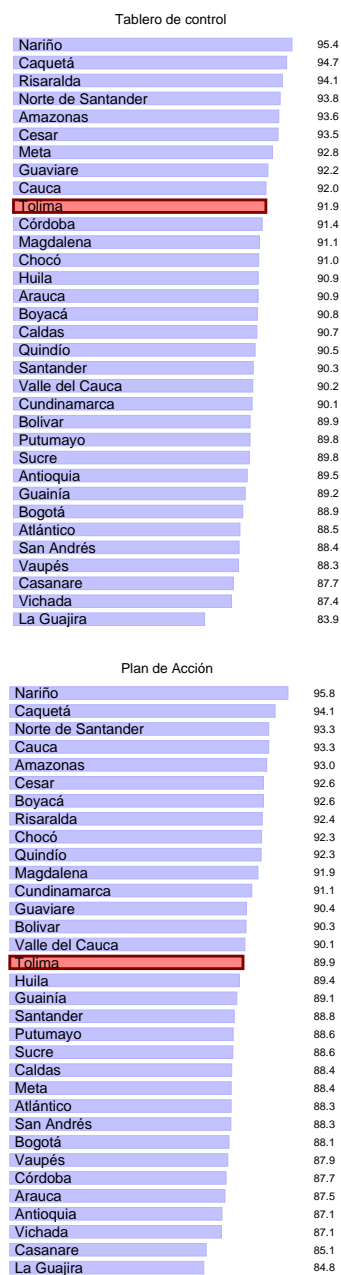 Tablero de control
Nariño 95.4
Caquetá 94.7
Risaralda 94.1
Norte de Santander 93.8
Amazonas 93.6
Cesar 93.5
Meta 92.8
Guaviare 92.2
Cauca 92.0
Tolima 91.9
Córdoba 91.4
Magdalena 91.1
Chocó 91.0
Huila 90.9
Arauca 90.9
Boyacá 90.8
Caldas 90.7
Quindío 90.5
Santander 90.3
Valle del Cauca 90.2
Cundinamarca 90.1
Bolivar 89.9
Putumayo 89.8
Sucre 89.8
Antioquia 89.5
Guainía 89.2
Bogotá 88.9
Atlántico 88.5
San Andrés 88.4
Vaupés 88.3
Casanare 87.7
Vichada 87.4
La Guajira 83.9
Plan de Acción
Nariño 95.8
Caquetá 94.1
Norte de Santander 93.3
Cauca 93.3
Amazonas 93.0
Cesar 92.6
Boyacá 92.6
Risaralda 92.4
Chocó 92.3
Quindío 92.3
Magdalena 91.9
Cundinamarca 91.1
Guaviare 90.4
Bolivar 90.3
Valle del Cauca 90.1
Tolima 89.9
Huila 89.4
Guainía 89.1
Santander 88.8
Putumayo 88.6
Sucre 88.6
Caldas 88.4
Meta 88.4
Atlántico 88.3
San Andrés 88.3
Bogotá 88.1
Vaupés 87.9
Córdoba 87.7
Arauca 87.5
Antioquia 87.1
Vichada 87.1
Casanare 85.1
La Guajira 84.8